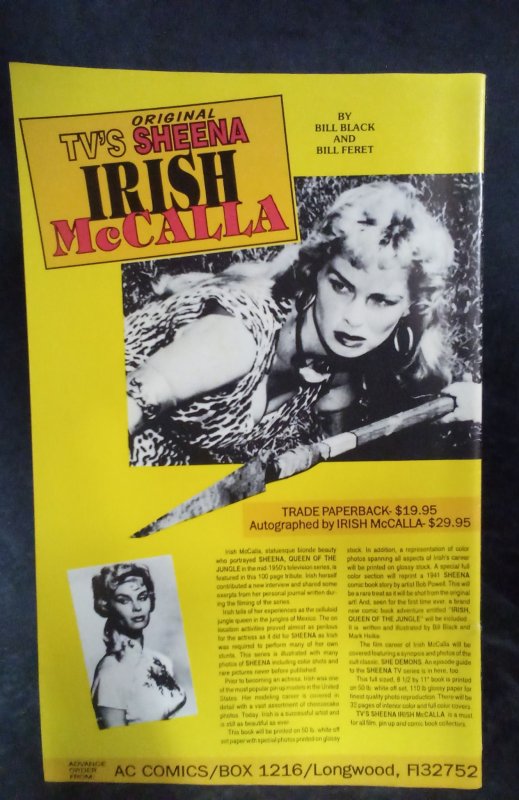 ORIGINAL
TV'S SHEENA
IRISH
McCALLA
BY
BILL BLACK
AND
BILL FERET
TRADE PAPERBACK- $19.95
Autographed by IRISH McCALLA- $29.95
Irish McCalla, statuesque blonde beauty
who portrayed SHEENA, QUEEN OF THE
JUNGLE in the mid-1950's television series, is
featured in this 100 page tribute. Irish herself
contributed a new interview and shared some
exerpts from her personal journal written dur-
ing the filming of the series.
Irish tells of her experiences as the celluloid
jungle queen in the jungles of Mexico. The on
location activities proved almost as perilous
for the actress as it did for SHEENA as Irish
was required to perform many of her own
stunts. This series is illustrated with many
photos of SHEENA including color shots and
rare pictures never before published.
Prior to becoming an actress, Irish was one
of the most popular pin up models in the United
States. Her modeling career is covered in
detail with a vast assortment of cheesecake
photos. Today, Irish is a successful artist and
is still as beautiful as ever.
This book will be printed on 50 lb. white off
set paper with special photos printed on glossy
stock. In addition, a representation of color
photos spanning all aspects of Irish's career
will be printed on glossy stock. A special full
color section will reprint a 1941 SHEENA
comic book story by artist Bob Powell. This will
be a rare treat as it will be shot from the original
art! And, seen for the first time ever, a brand
new comic book adventure entitled "IRISH,
QUEEN OF THE JUNGLE" will be included.
It is written and illustrated by Bill Black and
Mark Heike.
The film career of Irish McCalla will be
covered featuring a synopsis and photos of the
cult classic, SHE DEMONS. An episode guide
to the SHEENA TV series is in here, too.
This full sized, 8 1/2 by 11" book is printed
on 50 lb. white off set, 110 lb glossy paper for
finest quality photo reproduction. There will be
32 pages of interior color and full color covers.
TV'S SHEENA IRISH McCALLA is a must
for all film, pin up and comic book collectors.
ADVANCE
ORDER
FROM:
AC COMICS/BOX 1216/Longwood, Fl32752